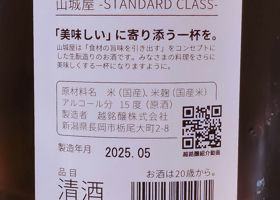 山城屋 -STANDARD CLASS-
「美味しい」に寄り添う一杯を。
山城屋は「食材の旨味を引き出す」をコンセプト
にした生酛造りのお酒です。みなさまの料理をさらに
美味しくする一杯になりますように。
原材料名 米(国産)、米麹(国産米)
アルコール分 15度(原酒)
製造者 越銘醸株式会社
新潟県長岡市栃尾大町2-8
越銘醸紹介動画
製造年月 2025.05
品目
清酒
お酒は20歳から。